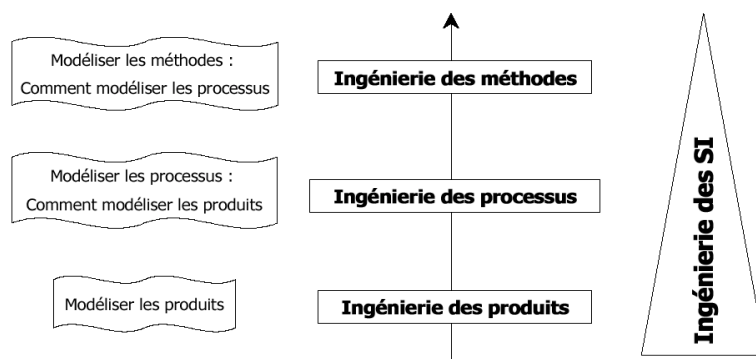 Modéliser les méthodes :
Comment modéliser les processus
Ingénierie des méthodes
Modéliser les processus :
Comment modéliser les produits
Ingénierie des processus
Modéliser les produits
Ingénierie des produits
Ingénierie des SI